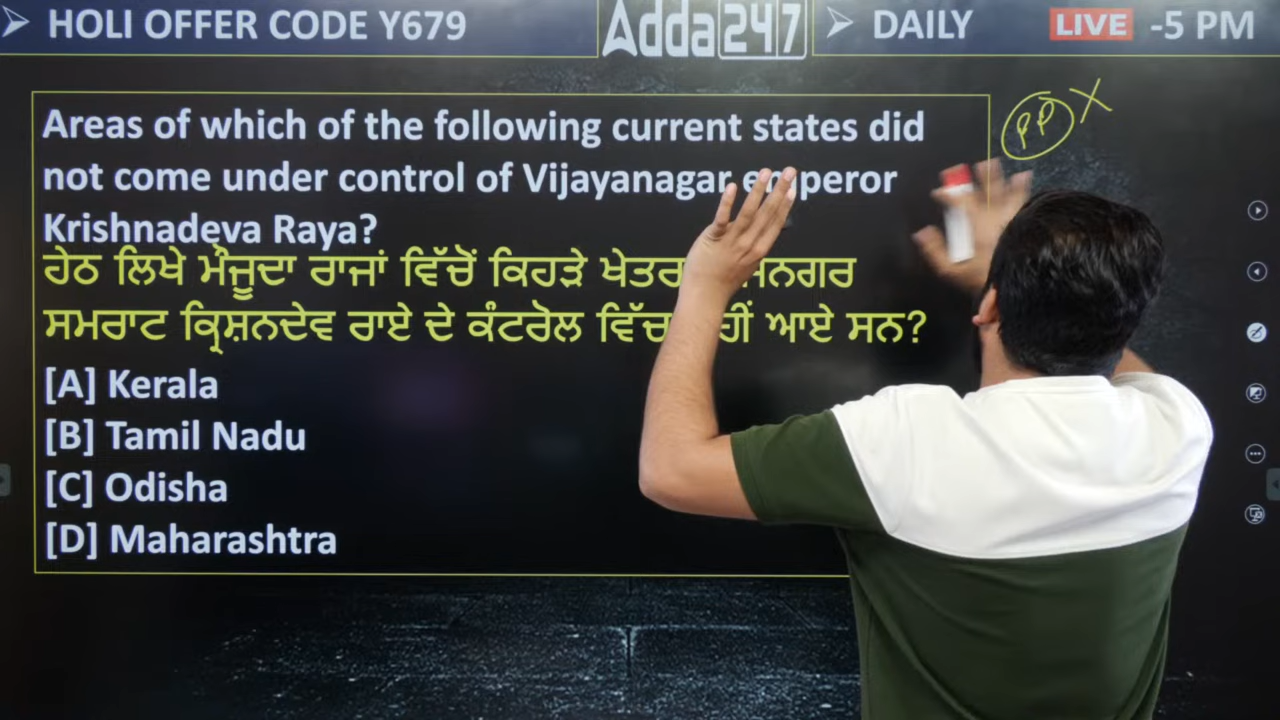 HOLI OFFER CODE Y679
Adda247
DAILY LIVE -5 PM
Areas of which of the following current states did
not come under control of Vijayanagar emperor
Krishnadeva Raya?
ਹੇਠ ਲਿਖੇ ਮੌਜੂਦਾ ਰਾਜਾਂ ਵਿੱਚੋਂ ਕਿਹੜੇ
ਸਮਰਾਟ ਕ੍ਰਿਸ਼ਨਦੇਵ ਰਾਏ ਦੇ ਕੰਟਰੋਲ ਆਏ ਸਨ?
[A] Kerala
[B] Tamil Nadu
[C] Odisha
[D] Maharashtra